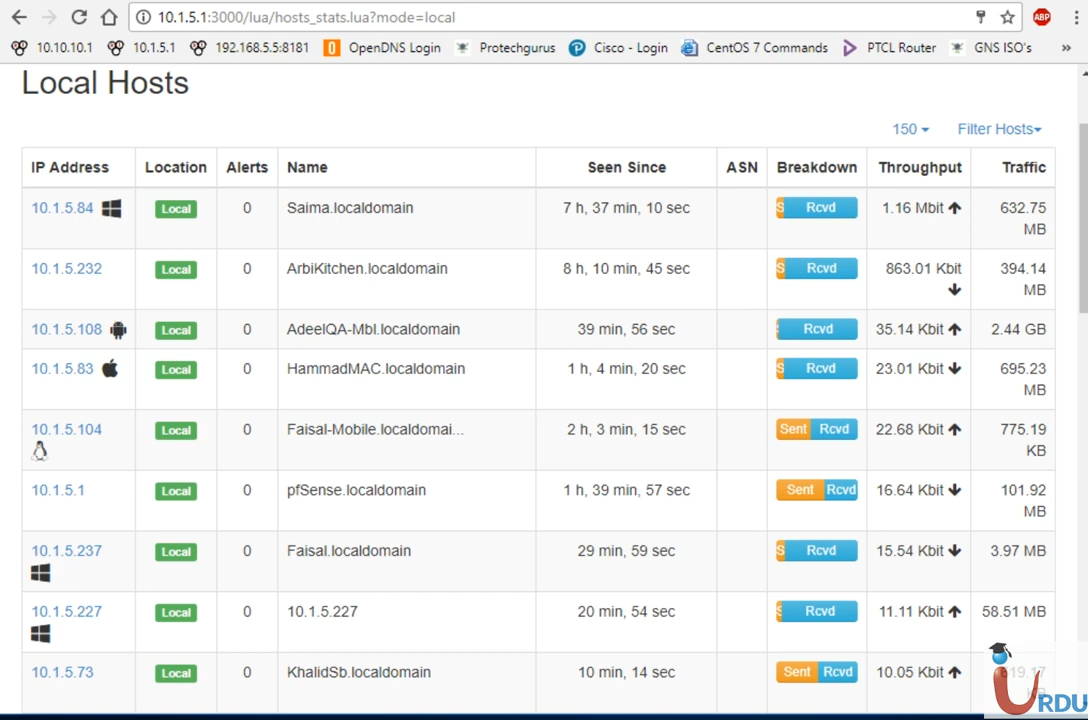 10.1.5.1:3000/lua/hosts_stats.lua?mode=local
ABP
10.10.10.1 10.1.5.1 192.168.5.5:8181 OpenDNS Login Protechgurus Cisco - Login CentOS 7 Commands PTCL Router GNS ISO's »
Local Hosts
150 Filter Hosts
IP Address Location Alerts Name Seen Since ASN Breakdown Throughput Traffic
10.1.5.84 Local 0 Saima.localdomain 7 h, 37 min, 10 sec S Rcvd 1.16 Mbit 632.75
MB
10.1.5.232 Local 0 ArbiKitchen.localdomain 8 h, 10 min, 45 sec S Rcvd 863.01 Kbit 394.14
MB
10.1.5.108 Local 0 AdeelQA-Mbl.localdomain 39 min, 56 sec Rcvd 35.14 Kbit 2.44 GB
10.1.5.83 Local 0 HammadMAC.localdomain 1 h, 4 min, 20 sec S Rcvd 23.01 Kbit 695.23
MB
10.1.5.104 Local 0 Faisal-Mobile.localdomai... 2 h, 3 min, 15 sec Sent Rcvd 22.68 Kbit 775.19
KB
10.1.5.1 Local 0 pfSense.localdomain 1 h, 39 min, 57 sec Sent Rcvd 16.64 Kbit 101.92
MB
10.1.5.237 Local 0 Faisal.localdomain 29 min, 59 sec S Rcvd 15.54 Kbit 3.97 MB
10.1.5.227 Local 0 10.1.5.227 20 min, 54 sec S Rcvd 11.11 Kbit 58.51 MB
10.1.5.73 Local 0 KhalidSb.localdomain 10 min, 14 sec Sent Rcvd 10.05 Kbit
URDU